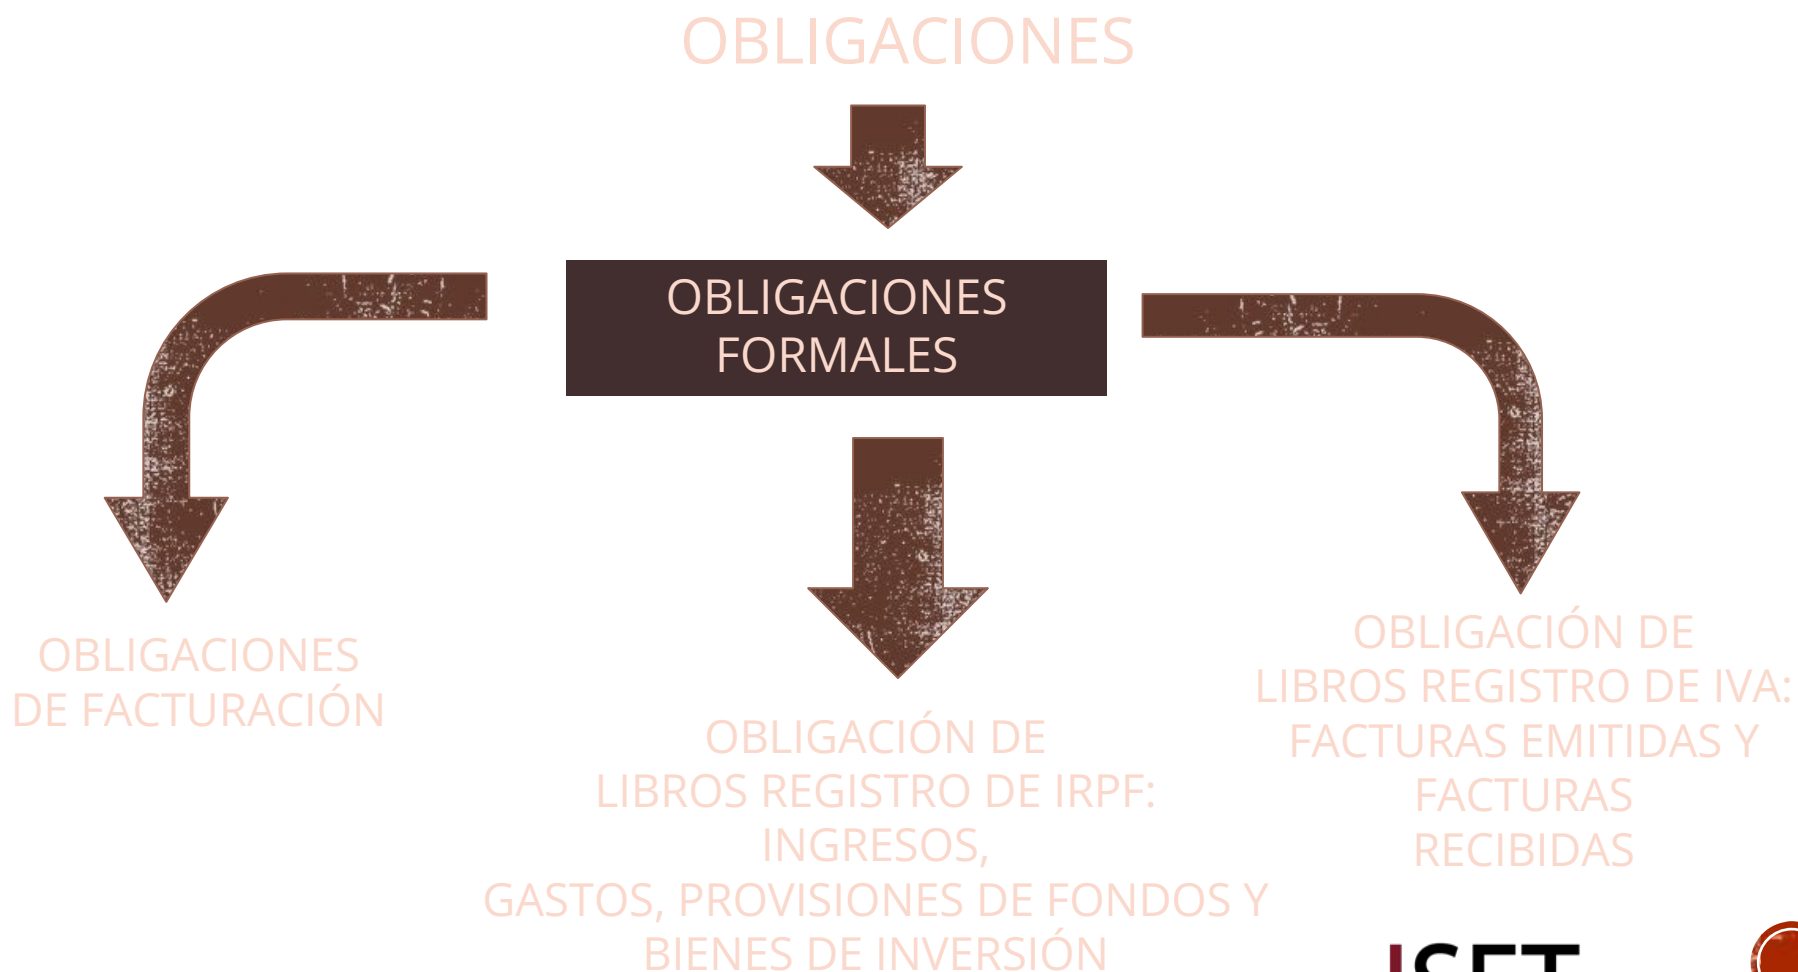 OBLIGACIONES
OBLIGACIONES
FORMALES
OBLIGACIONES
DE FACTURACIÓN
OBLIGACIÓN DE
LIBROS REGISTRO DE IRPF:
INGRESOS,
GASTOS, PROVISIONES DE FONDOS Y
BIENES DE INVERSIÓN
OBLIGACIÓN DE
LIBROS REGISTRO DE IVA:
FACTURAS EMITIDAS Y
FACTURAS
RECIBIDAS